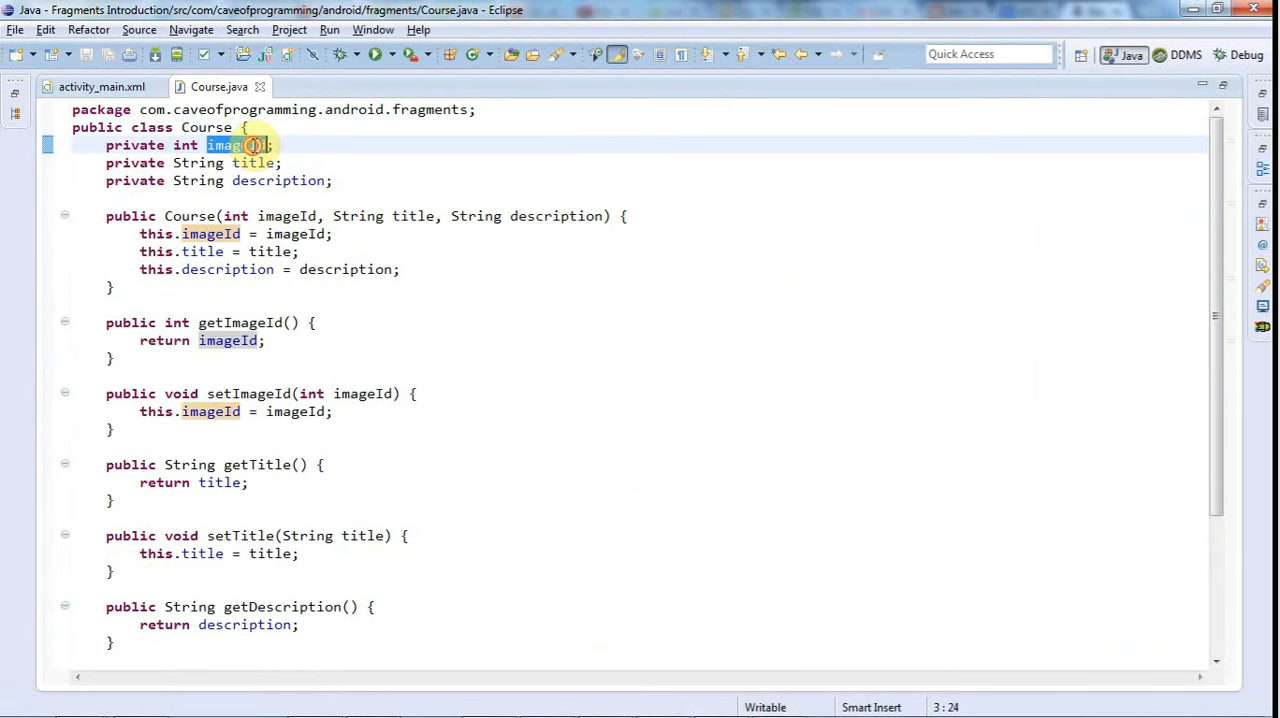 Java - Fragments Introduction/src/com/caveofprogramming/android/fragments/Course.java - Eclipse
File Edit Refactor Source Navigate Search Project Run Window Help
Quick Access Java DDMS Debug
activity_main.xml Course.java
package com.caveofprogramming.android.fragments;
public class Course {
private int imageId;
private String title;
private String description;
public Course(int imageId, String title, String description) {
this.imageId = imageId;
this.title = title;
this.description = description;
}
public int getImageId() {
return imageId;
}
public void setImageId(int imageId) {
this.imageId = imageId;
}
public String getTitle() {
return title;
}
public void setTitle(String title) {
this.title = title;
}
public String getDescription() {
return description;
}
Writable Smart Insert 3 : 24